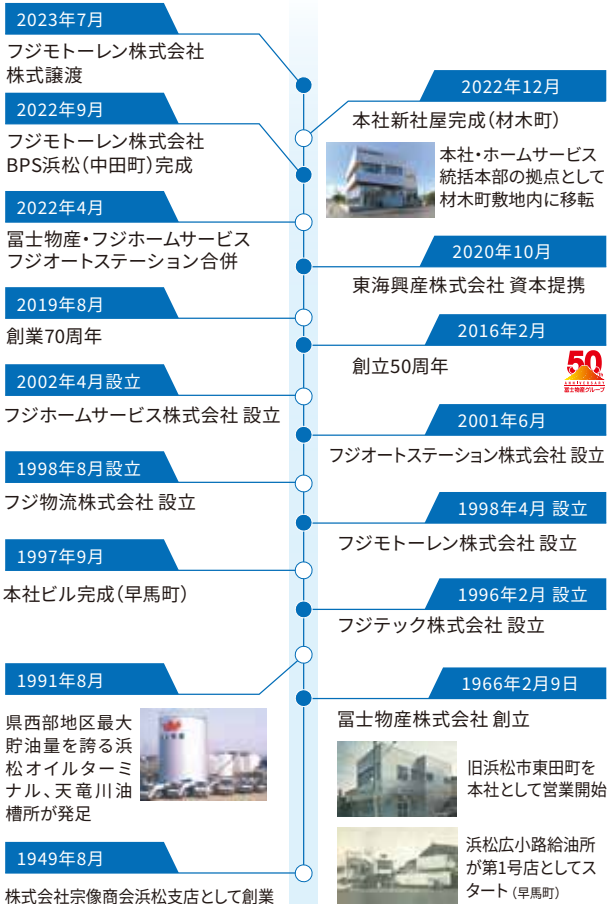 2023年7月
フジモトーレン株式会社
株式譲渡
2022年12月
本社新社屋完成(材木町)
本社・ホームサービス
統括本部の拠点として
材木町敷地内に移転
2022年9月
フジモトーレン株式会社
BPS浜松(中田町)完成
2022年4月
冨士物産・フジホームサービス
フジオートステーション合併
2020年10月
東海興産株式会社 資本提携
2019年8月
創業70周年
2016年2月
創立50周年
50th
ANNIVERSARY
冨士物産グループ
2002年4月設立
フジホームサービス株式会社 設立
2001年6月
フジオートステーション株式会社 設立
1998年8月設立
フジ物流株式会社 設立
1998年4月 設立
フジモトーレン株式会社 設立
1997年9月
本社ビル完成(早馬町)
1996年2月 設立
フジテック株式会社 設立
1991年8月
県西部地区最大
貯油量を誇る浜
松オイルターミ
ナル、天竜川油
槽所が発足
1966年2月9日
冨士物産株式会社 創立
旧浜松市東田町を
本社として営業開始
浜松広小路給油所
が第1号店としてス
タート(早馬町)
1949年8月
株式会社宗像商会浜松支店として創業